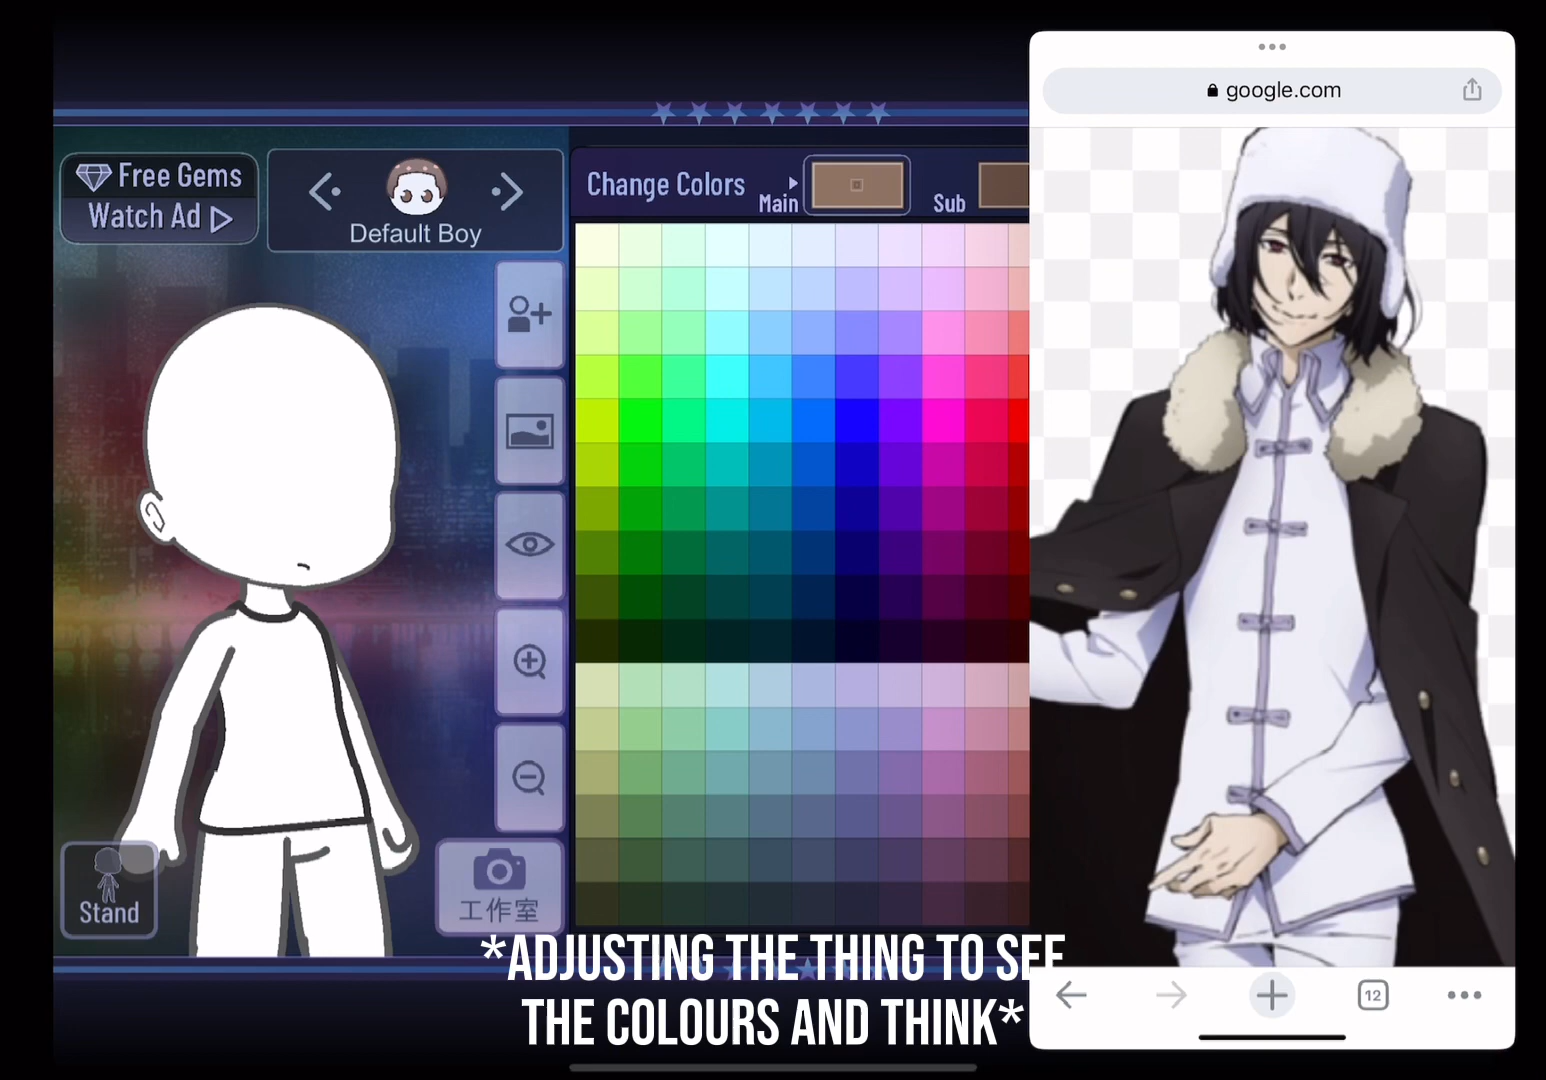 google.com
Free Gems
Watch Ad
Default Boy
Change Colors
Main
Sub
Stand
工作室
*ADJUSTING THE THING TO SEE
THE COLOURS AND THINK*
12